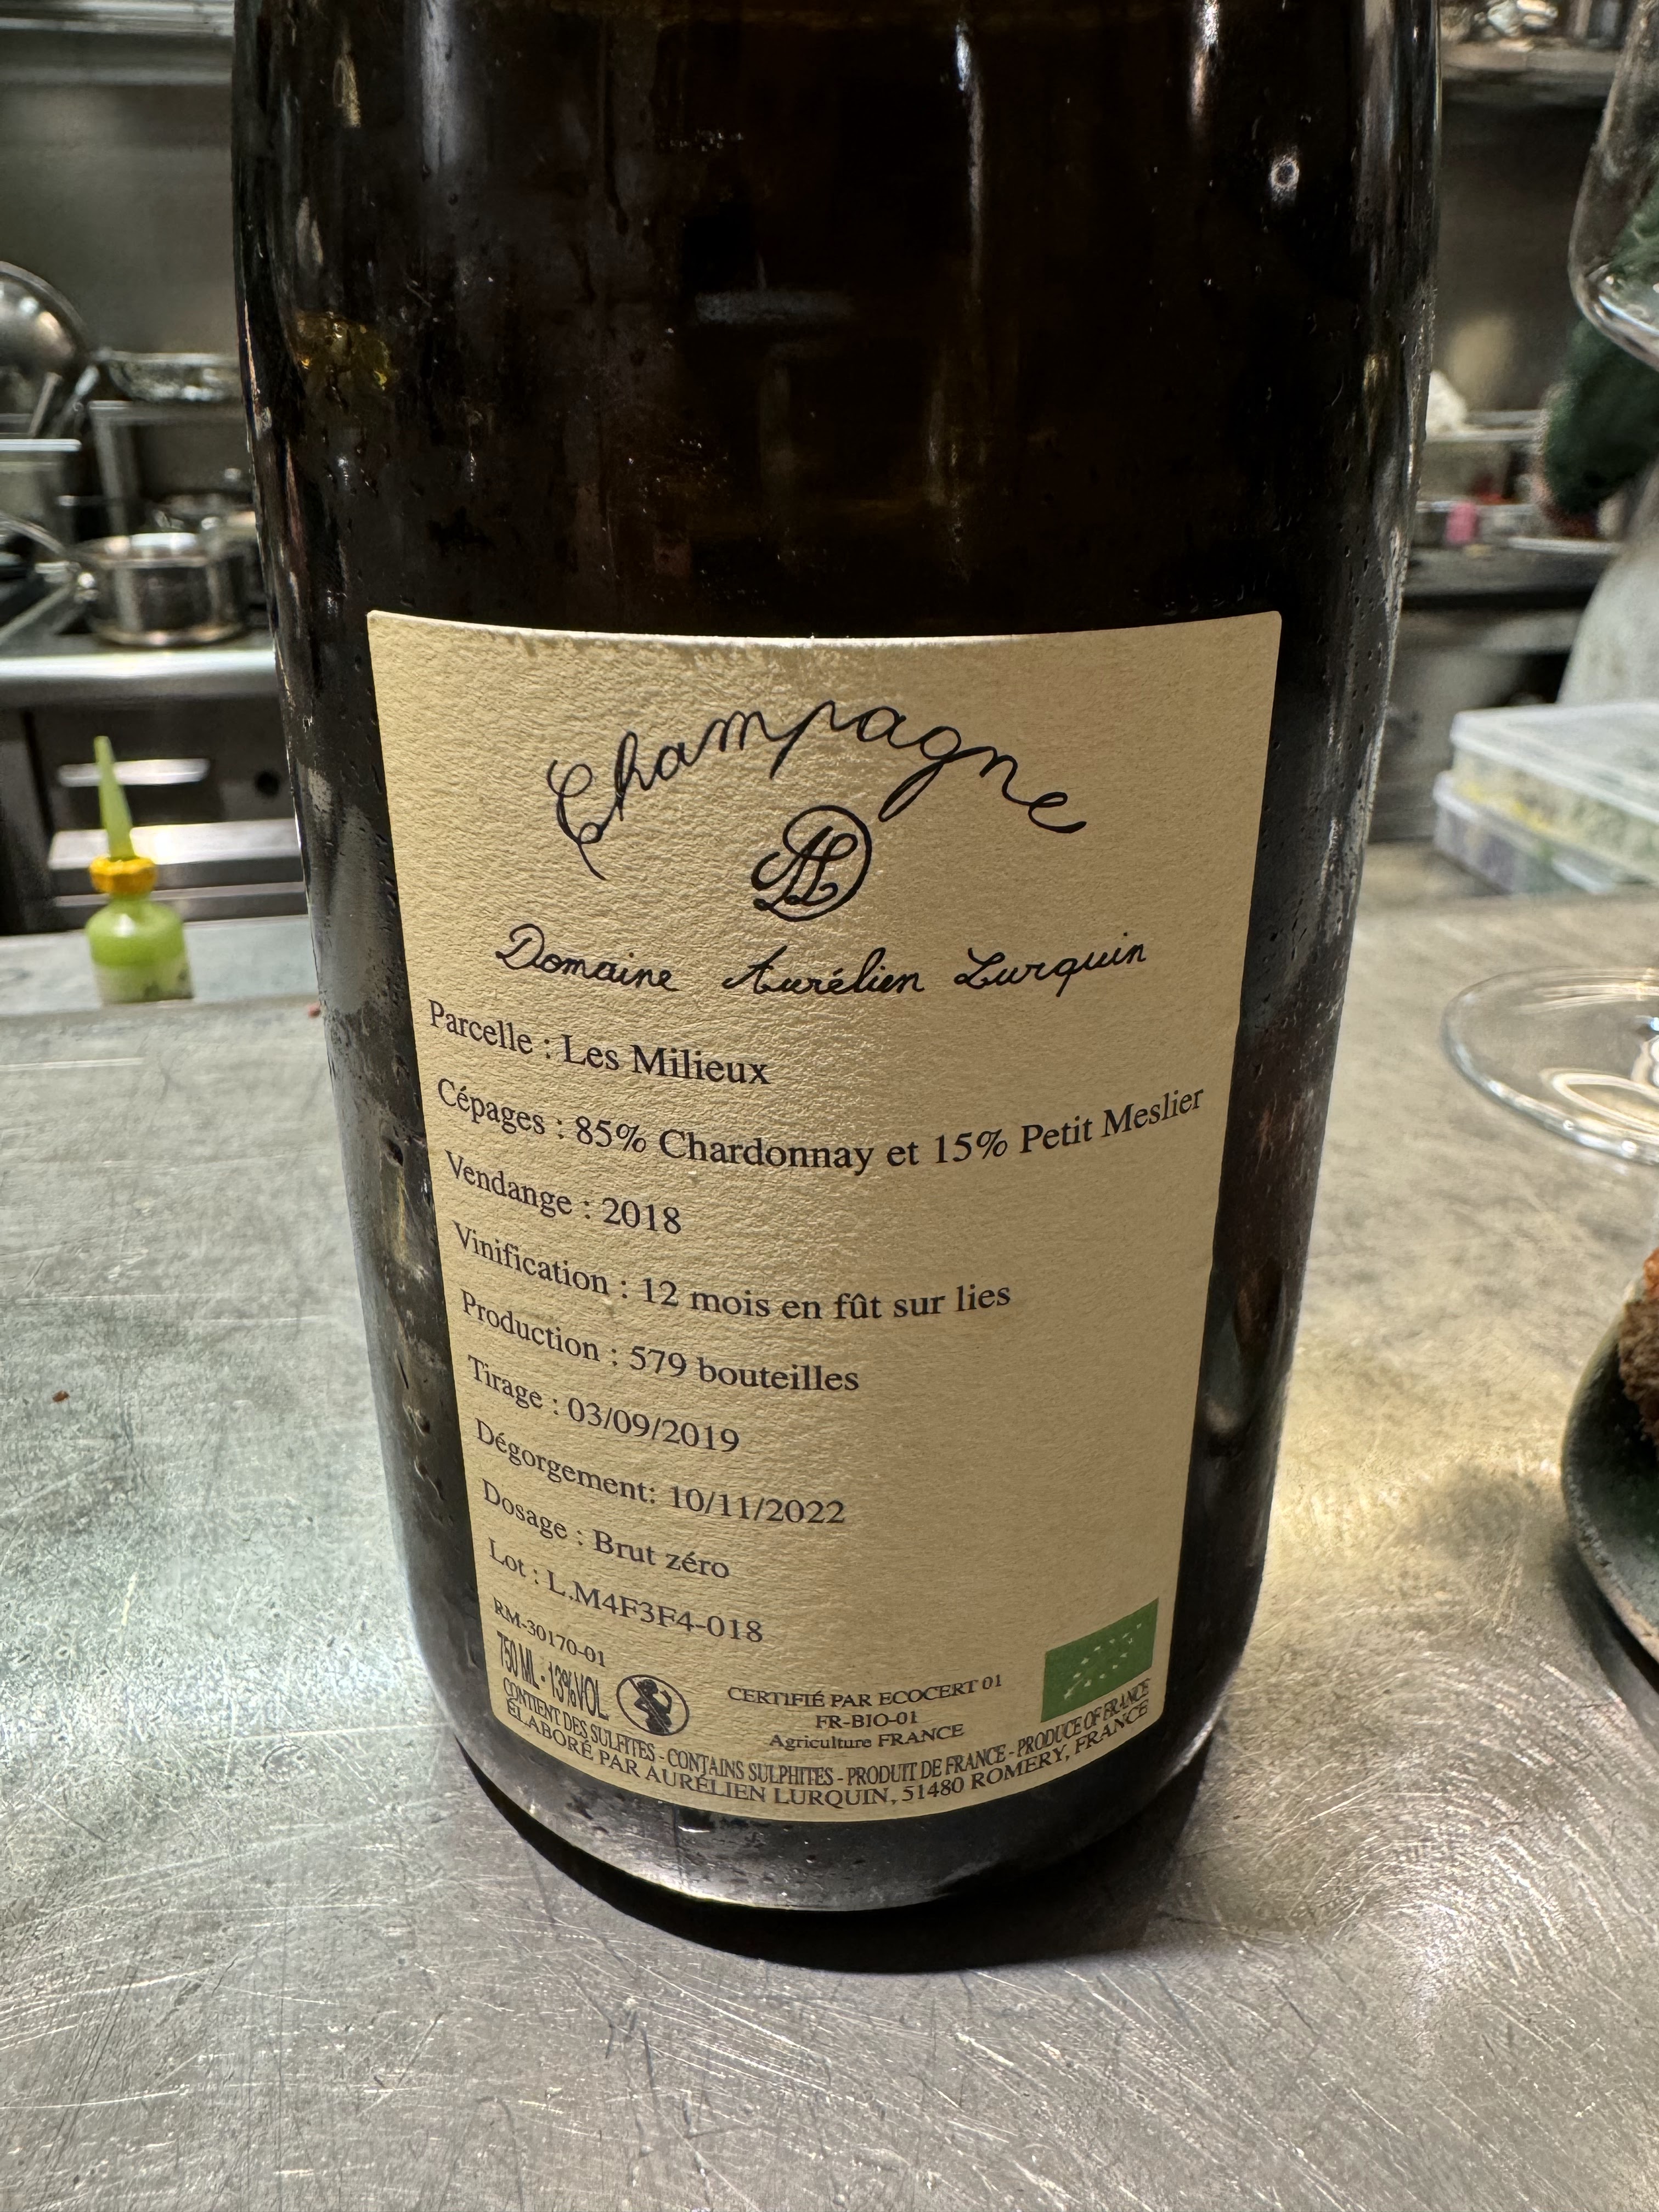 Champagne
AL
Domaine Aurélien Lurquin
Parcelle : Les Milieux
Cépages : 85% Chardonnay et 15% Petit Meslier
Vendange : 2018
Vinification : 12 mois en fût sur lies
Production : 579 bouteilles
Tirage : 03/09/2019
Dégorgement: 10/11/2022
Dosage : Brut zéro
Lot : L.M4F3F4-018
RM-30170-01
750 ML - 13%VOL.
CERTIFIÉ PAR ECOCERT 01
FR-BIO-01
Agriculture FRANCE
CONTIENT DES SULFITES - CONTAINS SULPHITES - PRODUIT DE FRANCE - PRODUCE OF FRANCE
ÉLABORÉ PAR AURÉLIEN LURQUIN, 51480 ROMERY, FRANCE